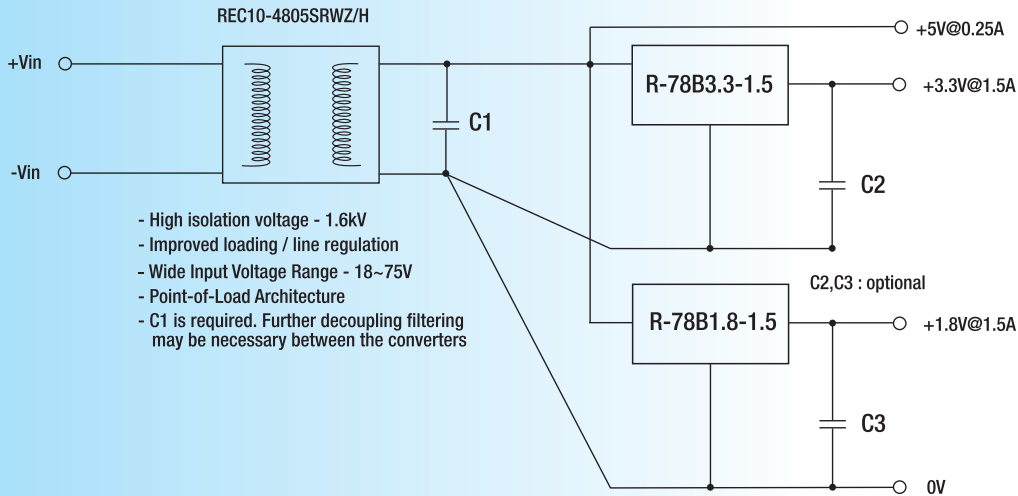 REC10-4805SRWZ/H
+Vin
-Vin
C1
R-78B3.3-1.5
+5V@0.25A
+3.3V@1.5A
C2
- High isolation voltage - 1.6kV
- Improved loading / line regulation
- Wide Input Voltage Range - 18~75V
- Point-of-Load Architecture
- C1 is required. Further decoupling filtering
may be necessary between the converters
C2,C3 : optional
R-78B1.8-1.5
+1.8V@1.5A
C3
0V